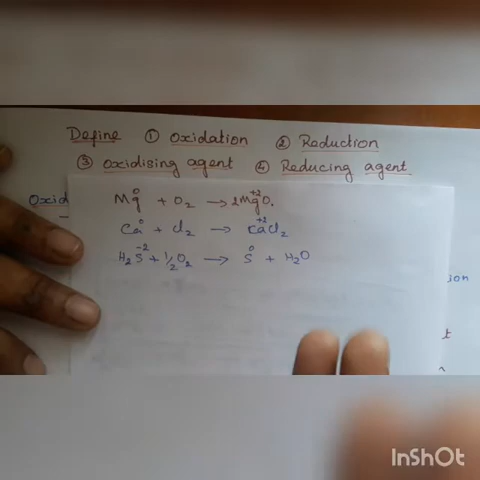 Define ① Oxidation ② Reduction
③ Oxidising agent ④ Reducing agent
Oxid
Mg⁰ + O₂ → 2Mg⁺²O.
Ca⁰ + Cl₂ → Ca⁺²Cl₂
H₂S⁻² + 1/2O₂ → S⁰ + H₂O
ion
t
InShOt